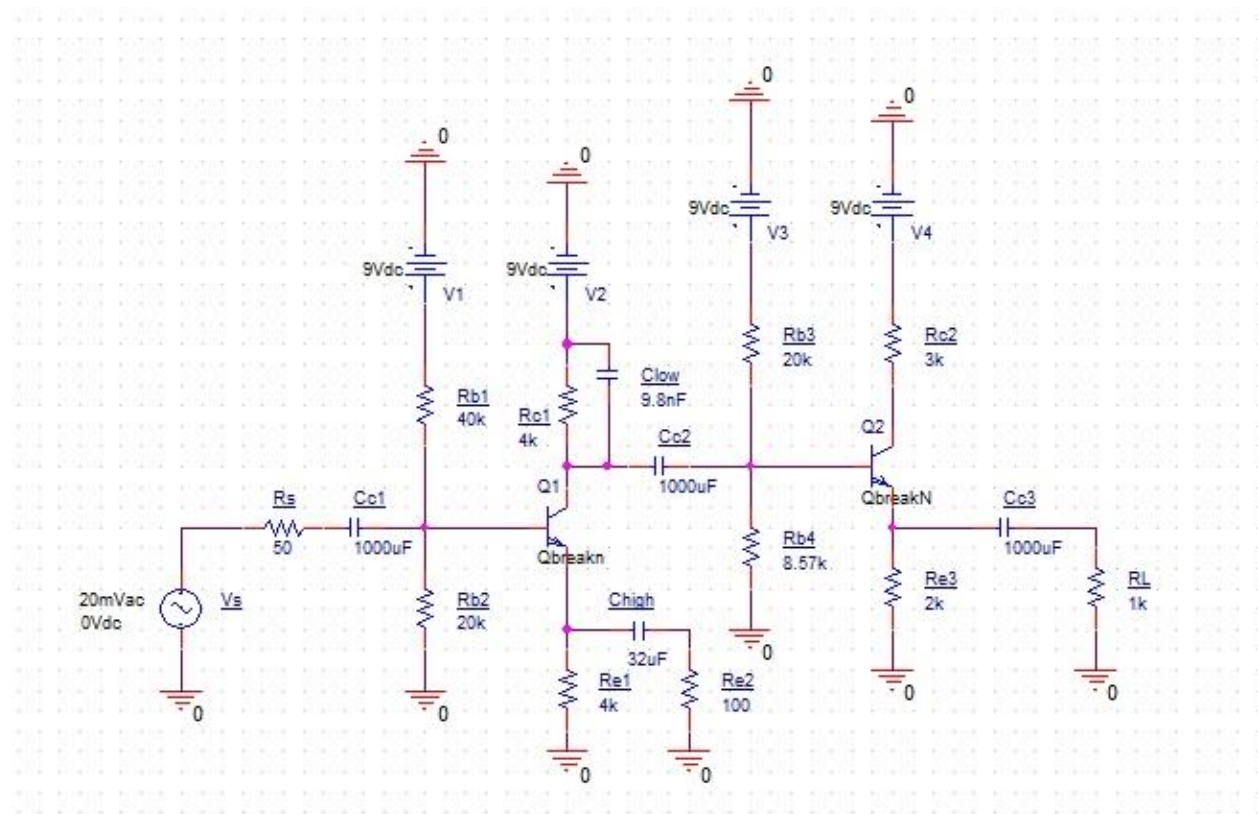 0
0
0
0
9Vdc
V3
9Vdc
V4
9Vdc
V1
9Vdc
V2
Rb3
20k
Rc2
3k
Clow
9.8nF
Rb1
40k
Rc1
4k
Cc2
1000uF
Q2
QbreakN
Q1
Qbreakn
Rs
50
Cc1
1000uF
Cc3
1000uF
Rb4
8.57k
20mVac
0Vdc
Vs
Rb2
20k
Chigh
32uF
Re3
2k
RL
1k
0
Re1
4k
Re2
100
0
0
0
0
0
0